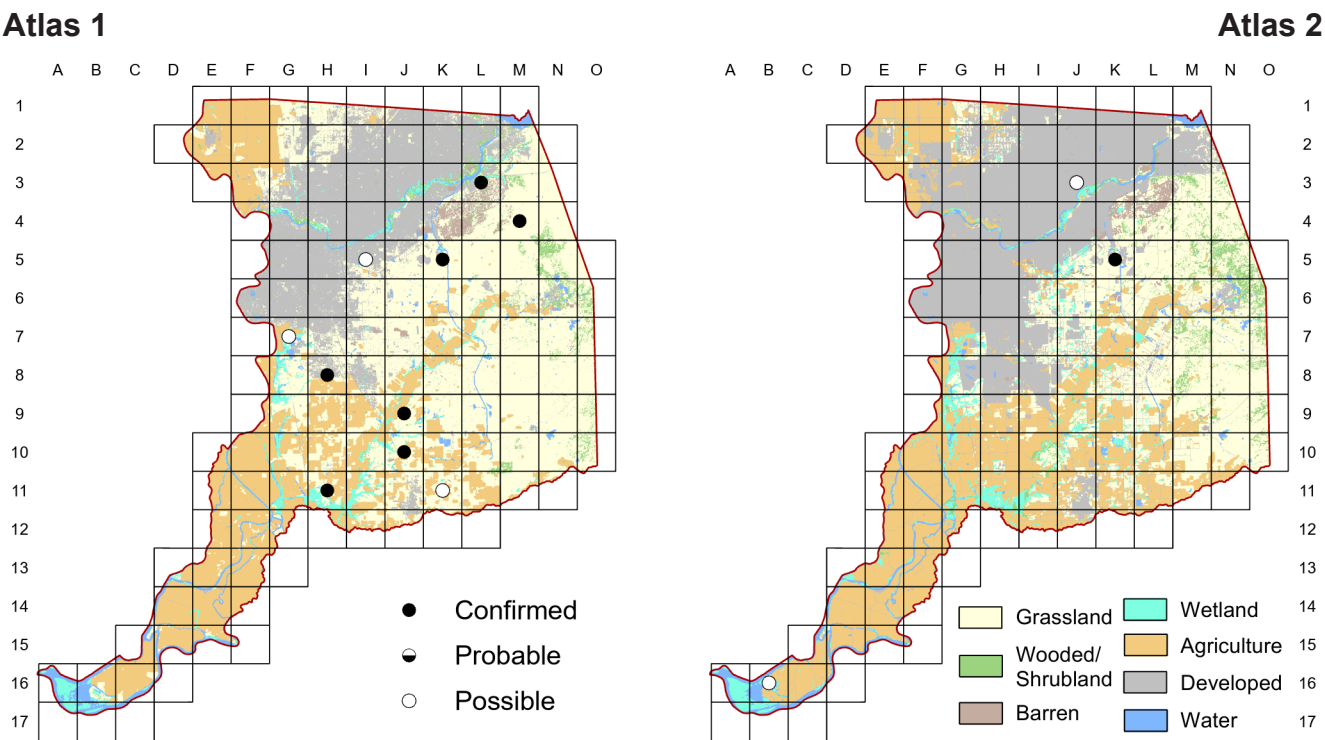 Atlas 1
Atlas 2
A B C D E F G H I J K L M N O
A B C D E F G H I J K L M N O
1
2
3
4
5
6
7
8
9
10
11
12
13
14
15
16
17
1
2
3
4
5
6
7
8
9
10
11
12
13
14
15
16
17
Confirmed
Probable
Possible
Grassland
Wooded/
Shrubland
Barren
Wetland
Agriculture
Developed
Water